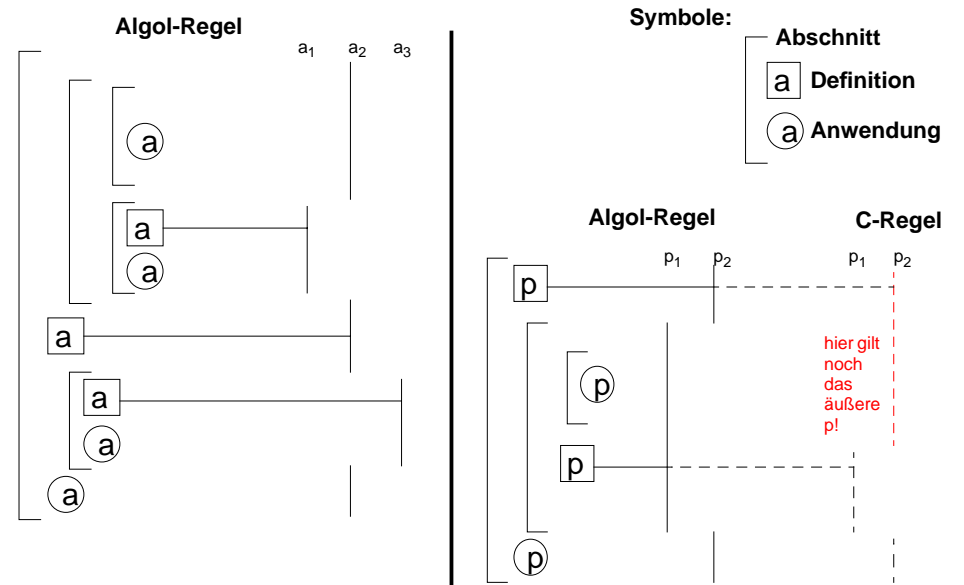 Algol-Regel
a1 a2 a3
a
a
a
a
a
a
a
Symbole:
Abschnitt
a Definition
a Anwendung
Algol-Regel C-Regel
p1 p2 p1 p2
p
hier gilt
noch
das
äußere
p!
p
p
p